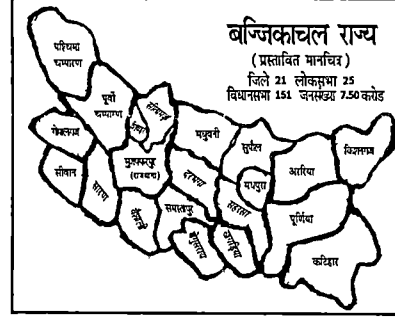 बज्जिकाचल राज्य
(प्रस्तावित मानचित्र)
जिले 21 लोकसभा 25
विधानसभा 151 जनसंख्या 7.50 करोड
पश्चिमी
चम्पारण
पूर्वी
चम्पारण
गोपालगंज
सीवान
सारण
मुजफ्फरपुर
(राजधानी)
मधुबनी
सुपौल
अररिया
किशनगंज
दरभंगा
मधेपुरा
सहरसा
पूर्णिया
वैशाली
समस्तीपुर
बेगूसराय
खगड़िया
कटिहार